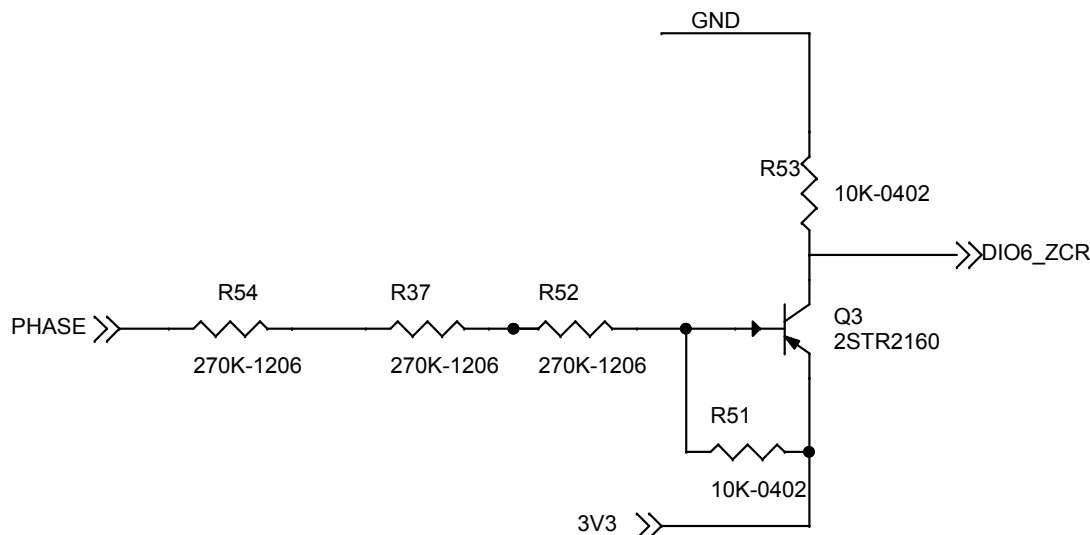 GND
R53
10K-0402
DIO6_ZCR
R54
R37
R52
PHASE
Q3
2STR2160
270K-1206
270K-1206
270K-1206
R51
10K-0402
3V3